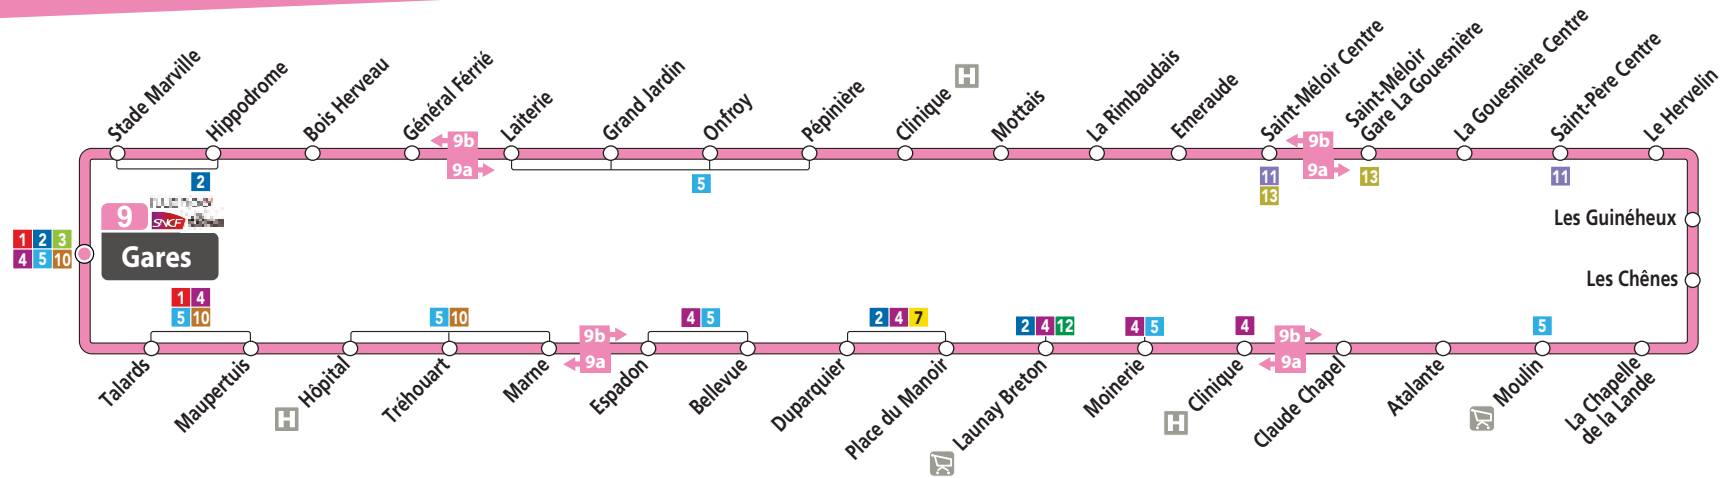 Stade Marville
Hippodrome
Bois Herveau
Général Férrié
9b
9a
Laiterie
Grand Jardin
Onfroy
Pépinière
Clinique
H
Mottais
La Rimbaudais
Emeraude
Saint-Méloir Centre
9b
9a
Saint-Méloir
Gare La Gouesnière
La Gouesnière Centre
Saint-Père Centre
Le Hervelin
2
5
11
13
13
11
9
SNCF
Gares
1 2 3
4 5 10
Les Guinéheux
Les Chênes
1 4
5 10
5 10
9b
9a
4 5
2 4 7
2 4 12
4 5
4
9b
9a
5
Talards
Maupertuis
H
Hôpital
Tréhouart
Marne
Espadon
Bellevue
Duparquier
Place du Manoir
Launay Breton
Moinerie
H
Clinique
Claude Chapel
Atalante
Moulin
La Chapelle
de la Lande